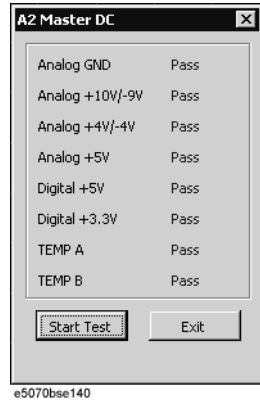 A2 Master DC
Analog GND Pass
Analog +10V/-9V Pass
Analog +4V/-4V Pass
Analog +5V Pass
Digital +5V Pass
Digital +3.3V Pass
TEMP A Pass
TEMP B Pass
Start Test Exit
e5070bse140